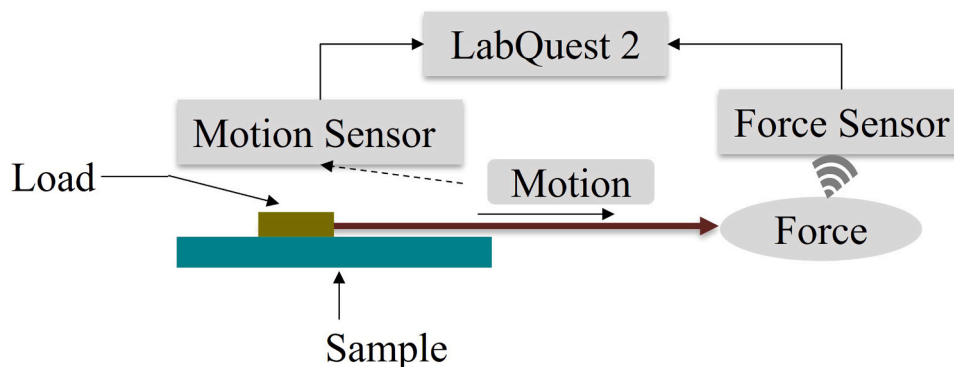 LabQuest 2
Motion Sensor
Force Sensor
Load
Motion
Force
Sample